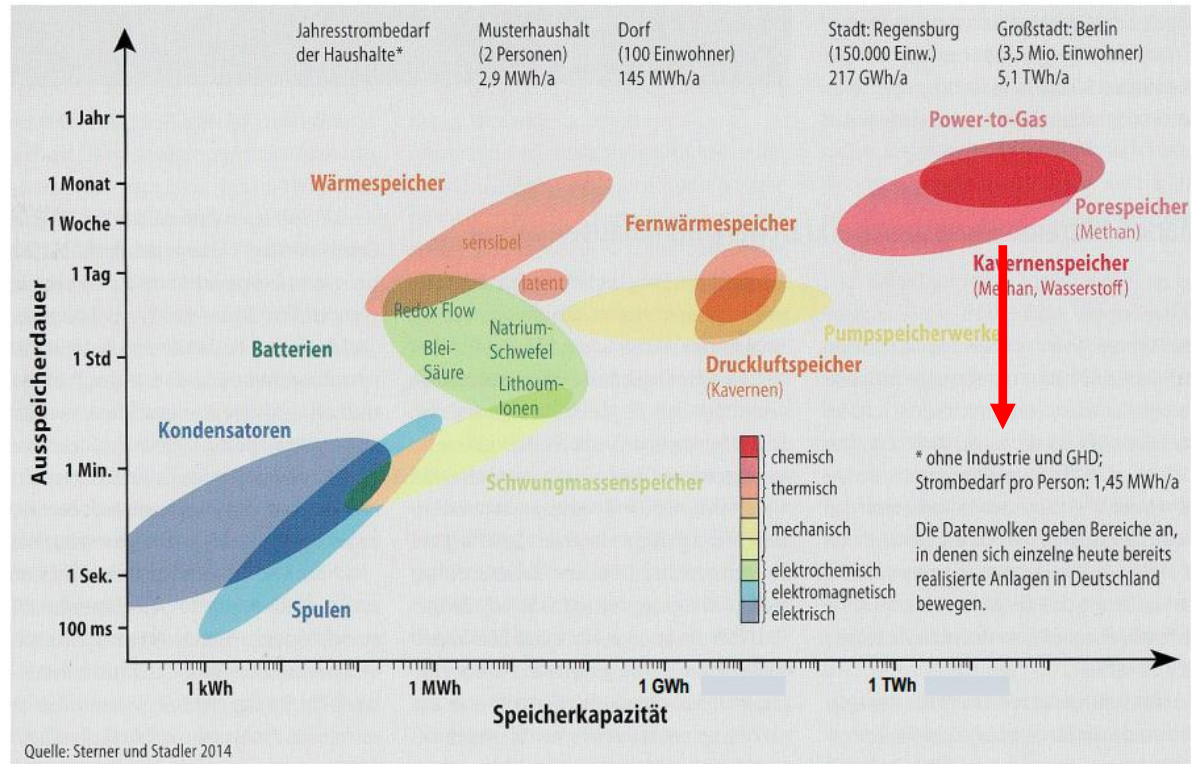 Jahresstrombedarf
der Haushalte*
Musterhaushalt
(2 Personen)
2,9 MWh/a
Dorf
(100 Einwohner)
145 MWh/a
Stadt: Regensburg
(150.000 Einw.)
217 GWh/a
Großstadt: Berlin
(3,5 Mio. Einwohner)
5,1 TWh/a
Ausspeicherdauer
1 Jahr
1 Monat
1 Woche
1 Tag
1 Std
1 Min.
1 Sek.
100 ms
Power-to-Gas
Wärmespeicher
sensibel
Fernwärmespeicher
Porespeicher
(Methan)
Kavernenspeicher
(Methan, Wasserstoff)
latent
Redox Flow
Natrium-
Schwefel
Batterien
Blei-
Säure
Lithoum-
Ionen
Pumpspeicherwerke
Druckluftspeicher
(Kavernen)
Kondensatoren
Schwungmassenspeicher
Spulen
chemisch
thermisch
mechanisch
elektrochemisch
elektromagnetisch
elektrisch
* ohne Industrie und GHD;
Strombedarf pro Person: 1,45 MWh/a
Die Datenwolken geben Bereiche an,
in denen sich einzelne heute bereits
realisierte Anlagen in Deutschland
bewegen.
1 kWh
1 MWh
1 GWh
1 TWh
Speicherkapazität
Quelle: Sterner und Stadler 2014